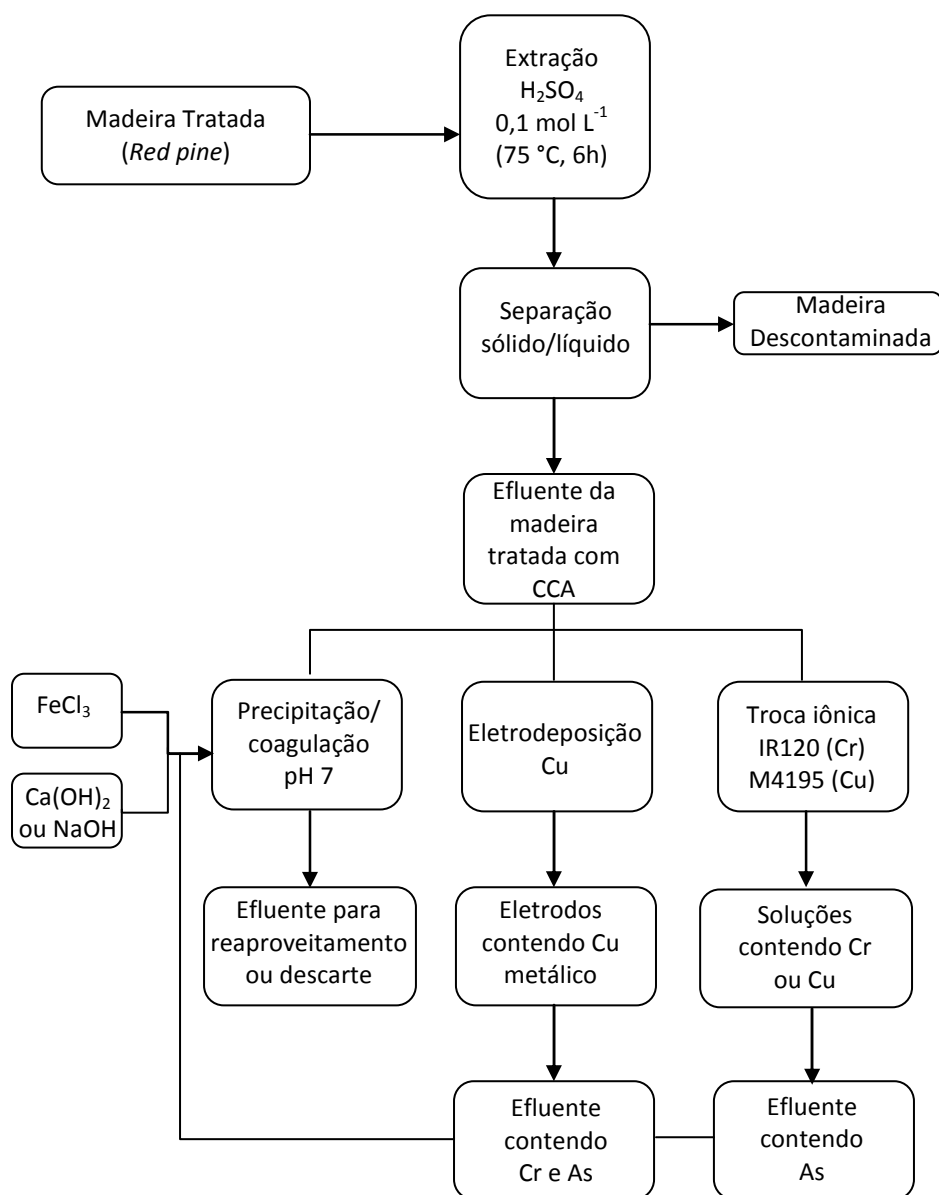 Extração
H₂SO₄
0,1 mol L⁻¹
(75 °C, 6h)
Madeira Tratada
(Red pine)
Separação
sólido/líquido
Madeira
Descontaminada
Efluente da
madeira
tratada com
CCA
FeCl₃
Ca(OH)₂
ou NaOH
Precipitação/
coagulação
pH 7
Eletrodeposição
Cu
Troca iônica
IR120 (Cr)
M4195 (Cu)
Efluente para
reaproveitamento
ou descarte
Eletrodos
contendo Cu
metálico
Soluções
contendo Cr
ou Cu
Efluente
contendo
Cr e As
Efluente
contendo
As